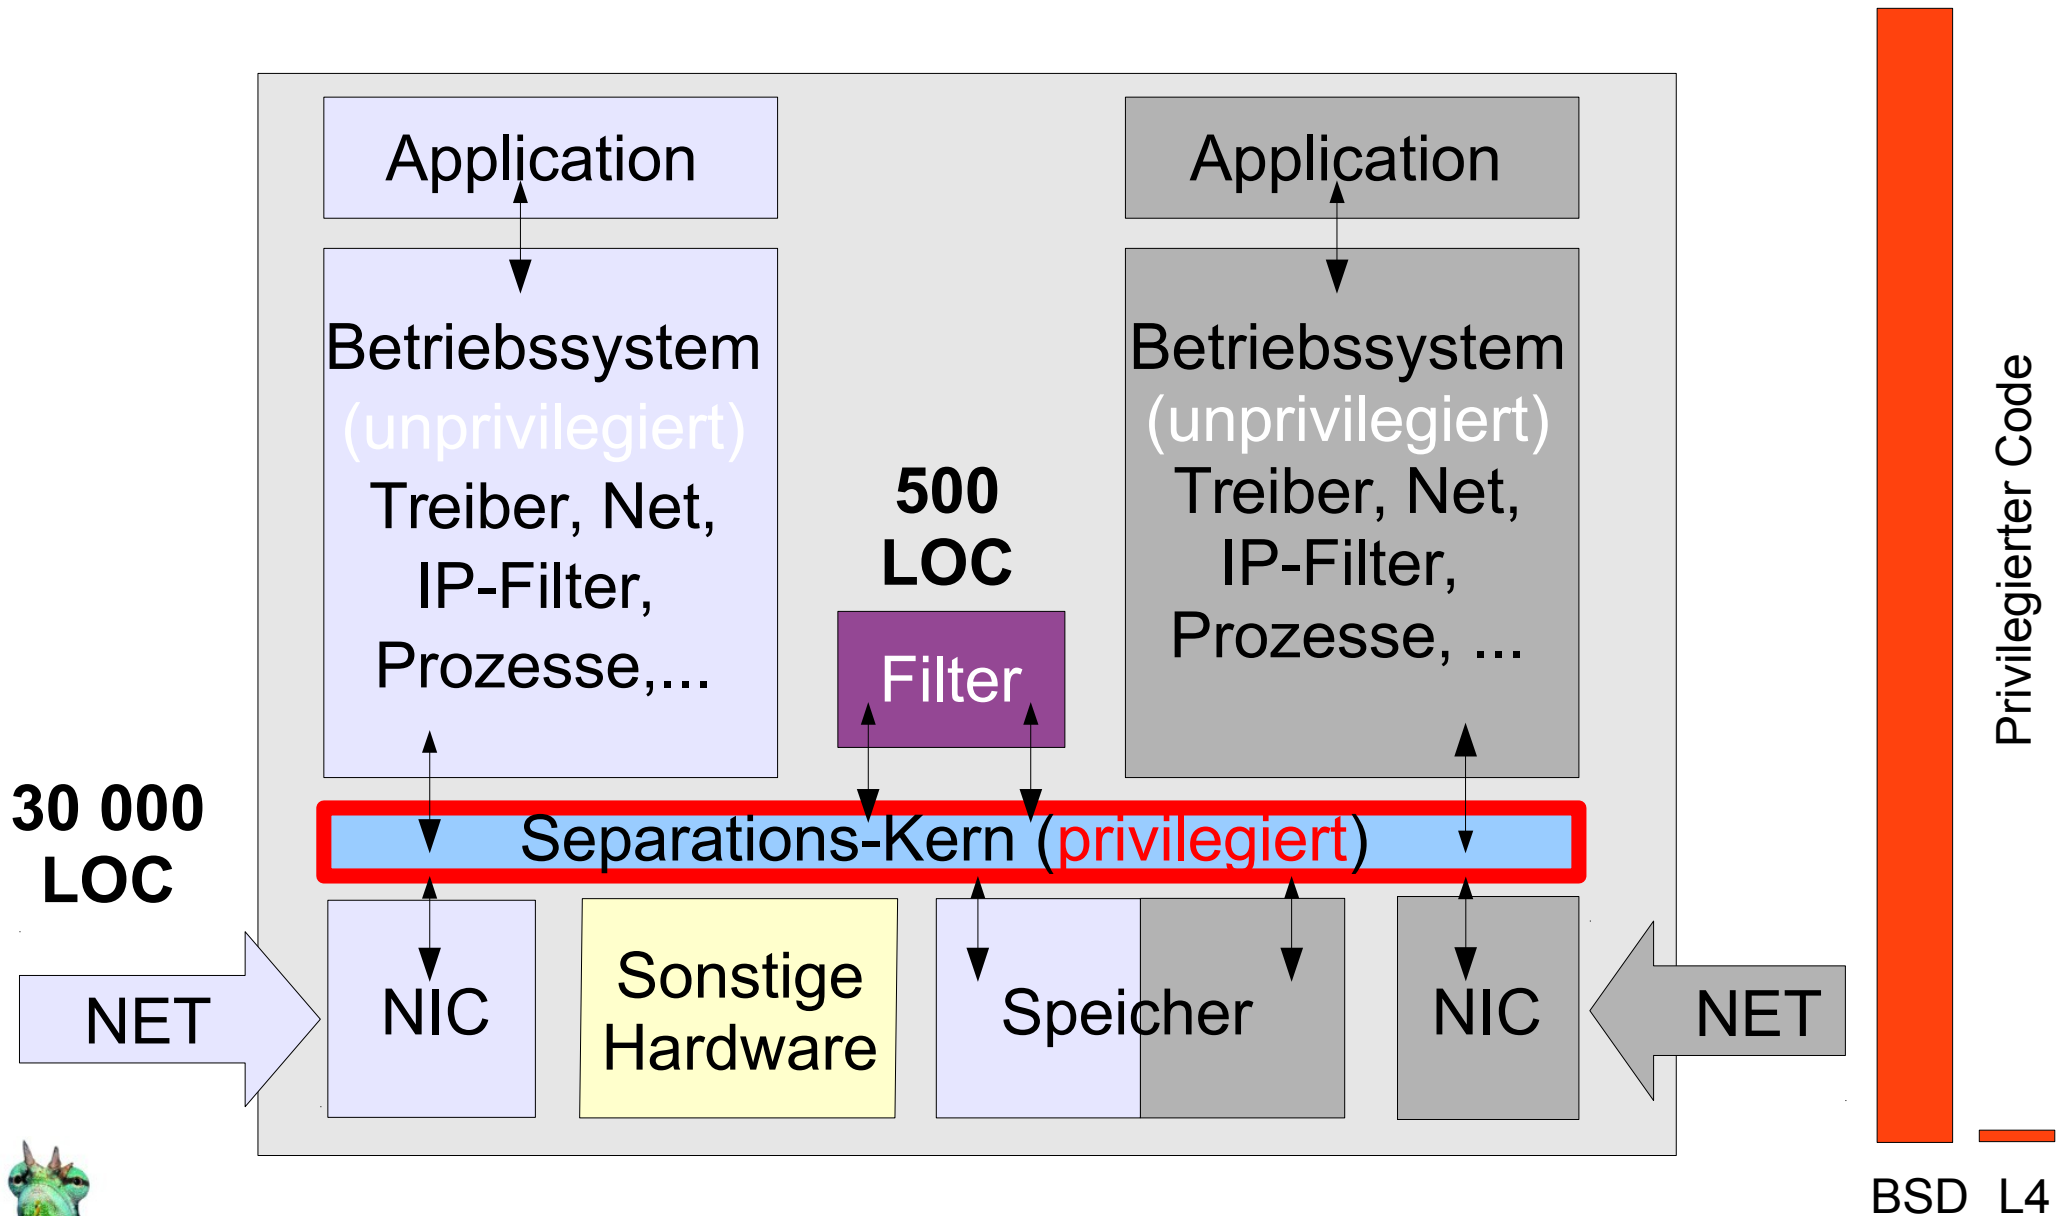 Application
Betriebssystem
(unprivilegiert)
Treiber, Net,
IP-Filter,
Prozesse,...
500
LOC
Filter
Application
Betriebssystem
(unprivilegiert)
Treiber, Net,
IP-Filter,
Prozesse, ...
30 000
LOC
Separations-Kern (privilegiert)
NET
NIC
Sonstige
Hardware
Speicher
NIC
NET
Privilegierter Code
BSD
L4